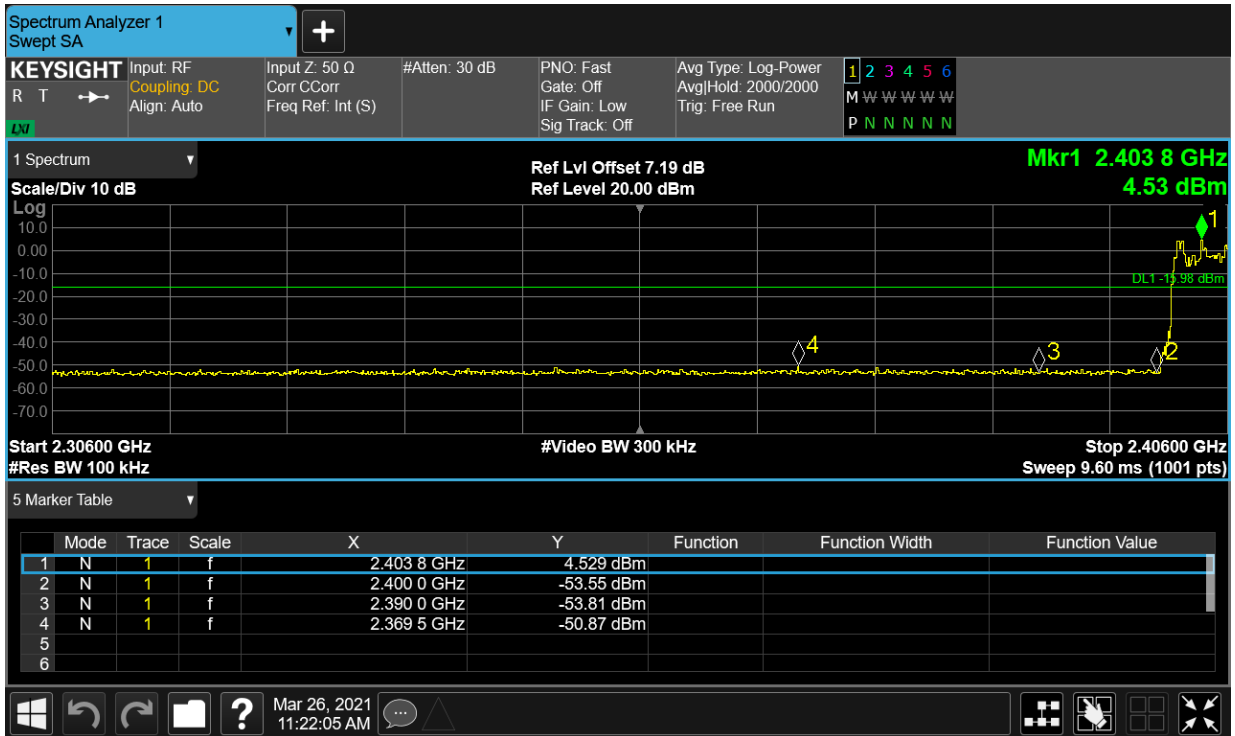 Spectrum Analyzer 1
Swept SA
KEYSIGHT Input: RF Input Z: 50 Ω #Atten: 30 dB PNO: Fast Avg Type: Log-Power 1 2 3 4 5 6
R T Coupling: DC Corr CCorr Gate: Off Avg|Hold: 2000/2000 M W W W W W
Align: Auto Freq Ref: Int (S) IF Gain: Low Trig: Free Run
LXI Sig Track: Off P N N N N N
1 Spectrum Ref Lvl Offset 7.19 dB Mkr1 2.403 8 GHz
Scale/Div 10 dB Ref Level 20.00 dBm 4.53 dBm
Log
10.0 1
0.00
-10.0
DL1 -15.98 dBm
-20.0
-30.0
-40.0 4 3 2
-50.0
-60.0
-70.0
Start 2.30600 GHz #Video BW 300 kHz Stop 2.40600 GHz
#Res BW 100 kHz Sweep 9.60 ms (1001 pts)
5 Marker Table
Mode Trace Scale X Y Function Function Width Function Value
1 N 1 f 2.403 8 GHz 4.529 dBm
2 N 1 f 2.400 0 GHz -53.55 dBm
3 N 1 f 2.390 0 GHz -53.81 dBm
4 N 1 f 2.369 5 GHz -50.87 dBm
5
6
? Mar 26, 2021
11:22:05 AM